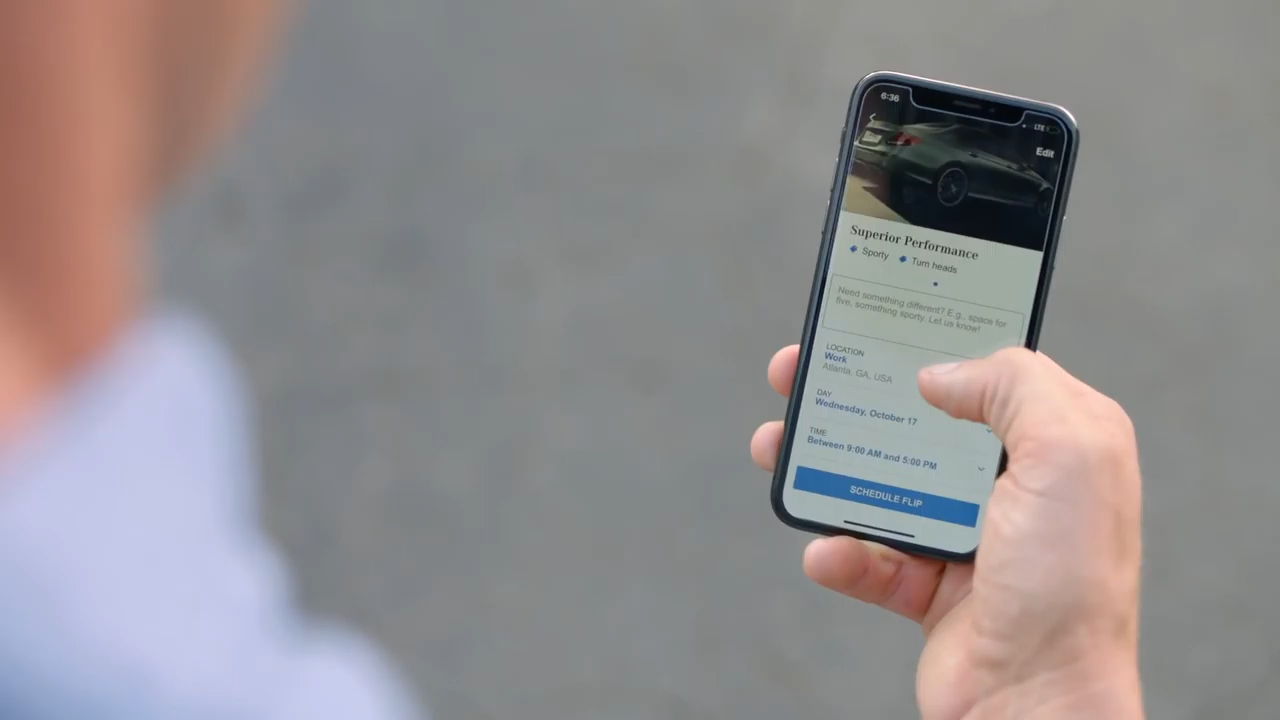 6:36
LTE
Edit
Superior Performance
Sporty
Turn heads
Need something different? E.g., space for
five, something sporty. Let us know!
LOCATION
Work
Atlanta, GA, USA
DAY
Wednesday, October 17
TIME
Between 9:00 AM and 5:00 PM
SCHEDULE FLIP